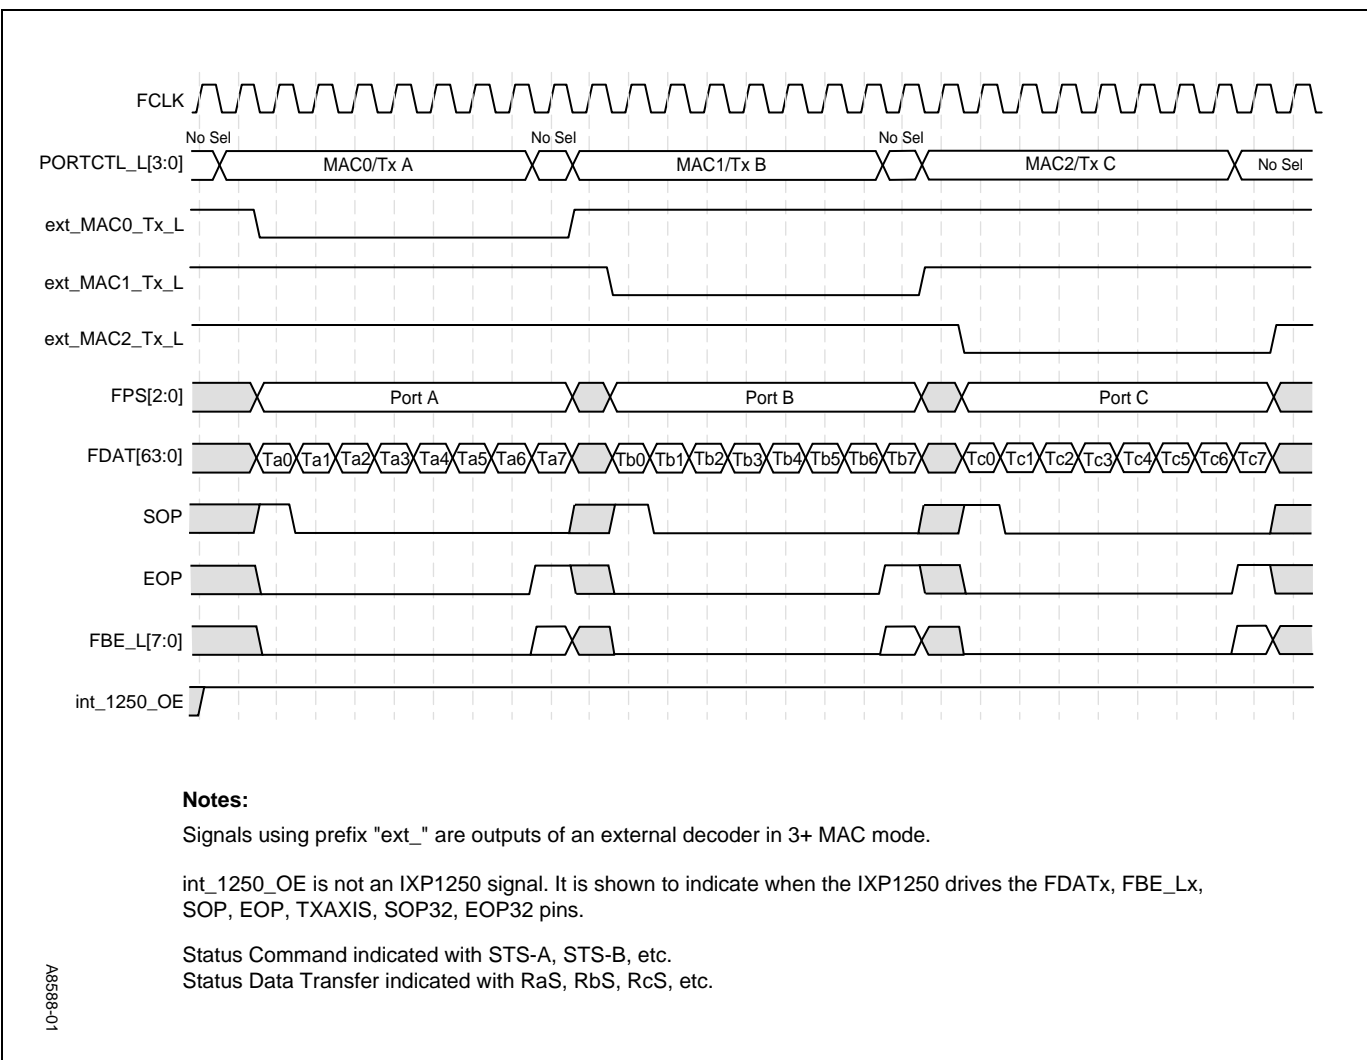 FCLK
No Sel No Sel No Sel
PORTCTL_L[3:0] MAC0/Tx A MAC1/Tx B MAC2/Tx C No Sel
ext_MAC0_Tx_L
ext_MAC1_Tx_L
ext_MAC2_Tx_L
FPS[2:0] Port A Port B Port C
FDAT[63:0] Ta0 Ta1 Ta2 Ta3 Ta4 Ta5 Ta6 Ta7 Tb0 Tb1 Tb2 Tb3 Tb4 Tb5 Tb6 Tb7 Tc0 Tc1 Tc2 Tc3 Tc4 Tc5 Tc6 Tc7
SOP
EOP
FBE_L[7:0]
int_1250_OE
Notes:
Signals using prefix "ext_" are outputs of an external decoder in 3+ MAC mode.
int_1250_OE is not an IXP1250 signal. It is shown to indicate when the IXP1250 drives the FDATx, FBE_Lx,
SOP, EOP, TXAXIS, SOP32, EOP32 pins.
Status Command indicated with STS-A, STS-B, etc.
Status Data Transfer indicated with RaS, RbS, RcS, etc.
A8588-01